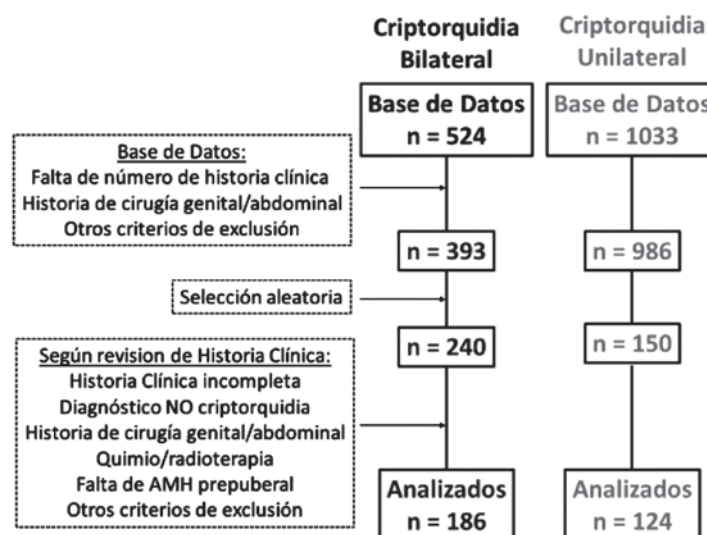 Criptorquidia
Bilateral
Criptorquidia
Unilateral
Base de Datos
n = 524
Base de Datos
n = 1033
Base de Datos:
Falta de número de historia clínica
Historia de cirugía genital/abdominal
Otros criterios de exclusión
n = 393
n = 986
Selección aleatoria
n = 240
n = 150
Según revision de Historia Clínica:
Historia Clínica incompleta
Diagnóstico NO criptorquidia
Historia de cirugía genital/abdominal
Quimio/radioterapia
Falta de AMH prepuberal
Otros criterios de exclusión
Analizados
n = 186
Analizados
n = 124